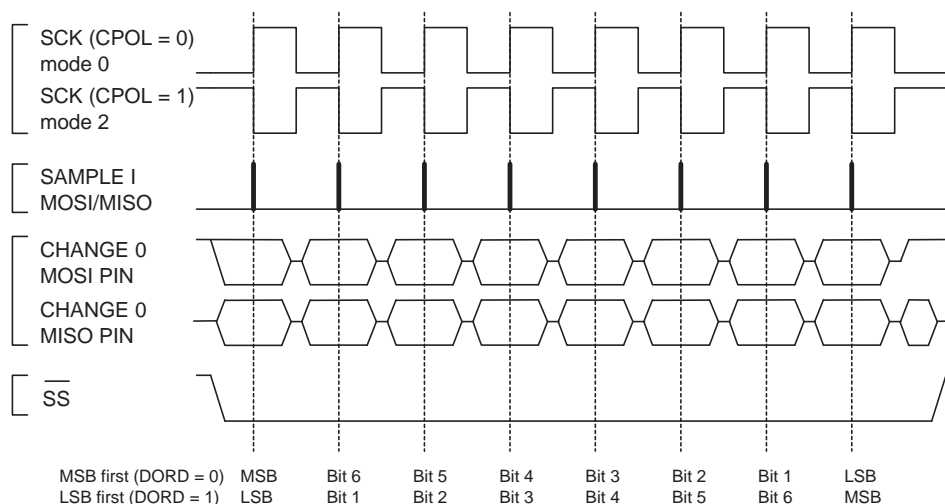 SCK (CPOL = 0)
mode 0
SCK (CPOL = 1)
mode 2
SAMPLE I
MOSI/MISO
CHANGE 0
MOSI PIN
CHANGE 0
MISO PIN
SS
MSB first (DORD = 0) MSB Bit 6 Bit 5 Bit 4 Bit 3 Bit 2 Bit 1 LSB
LSB first (DORD = 1) LSB Bit 1 Bit 2 Bit 3 Bit 4 Bit 5 Bit 6 MSB